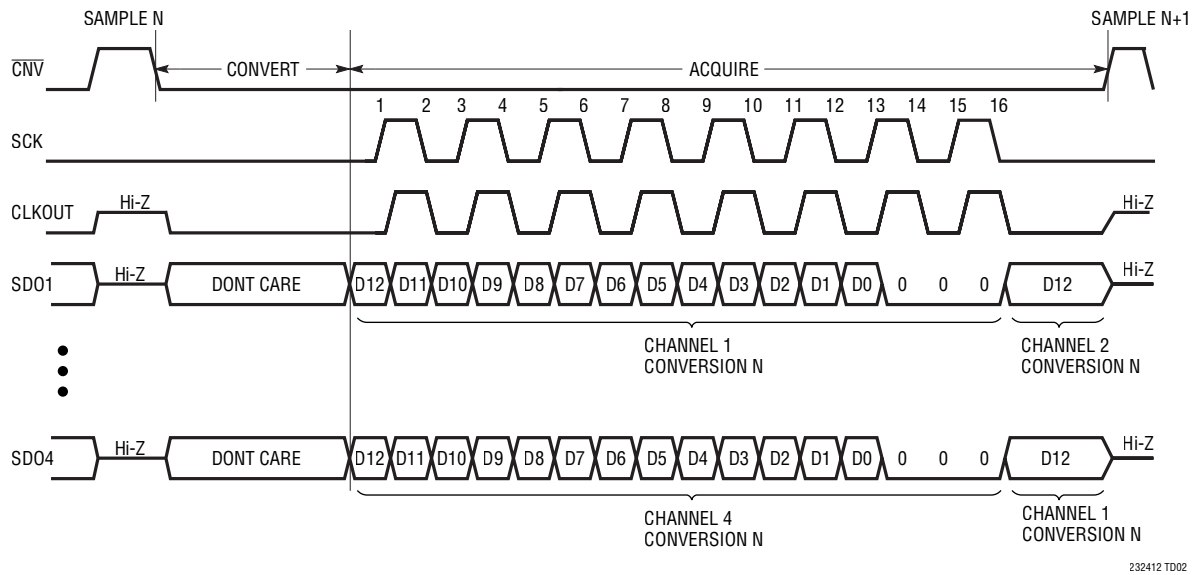 SAMPLE N
SAMPLE N+1
CNV
CONVERT
ACQUIRE
1 2 3 4 5 6 7 8 9 10 11 12 13 14 15 16
SCK
CLKOUT
Hi-Z
Hi-Z
SDO1
Hi-Z
DONT CARE
D12 D11 D10 D9 D8 D7 D6 D5 D4 D3 D2 D1 D0 0 0 0
D12
Hi-Z
CHANNEL 1
CONVERSION N
CHANNEL 2
CONVERSION N
SDO4
Hi-Z
DONT CARE
D12 D11 D10 D9 D8 D7 D6 D5 D4 D3 D2 D1 D0 0 0 0
D12
Hi-Z
CHANNEL 4
CONVERSION N
CHANNEL 1
CONVERSION N
232412 TD02